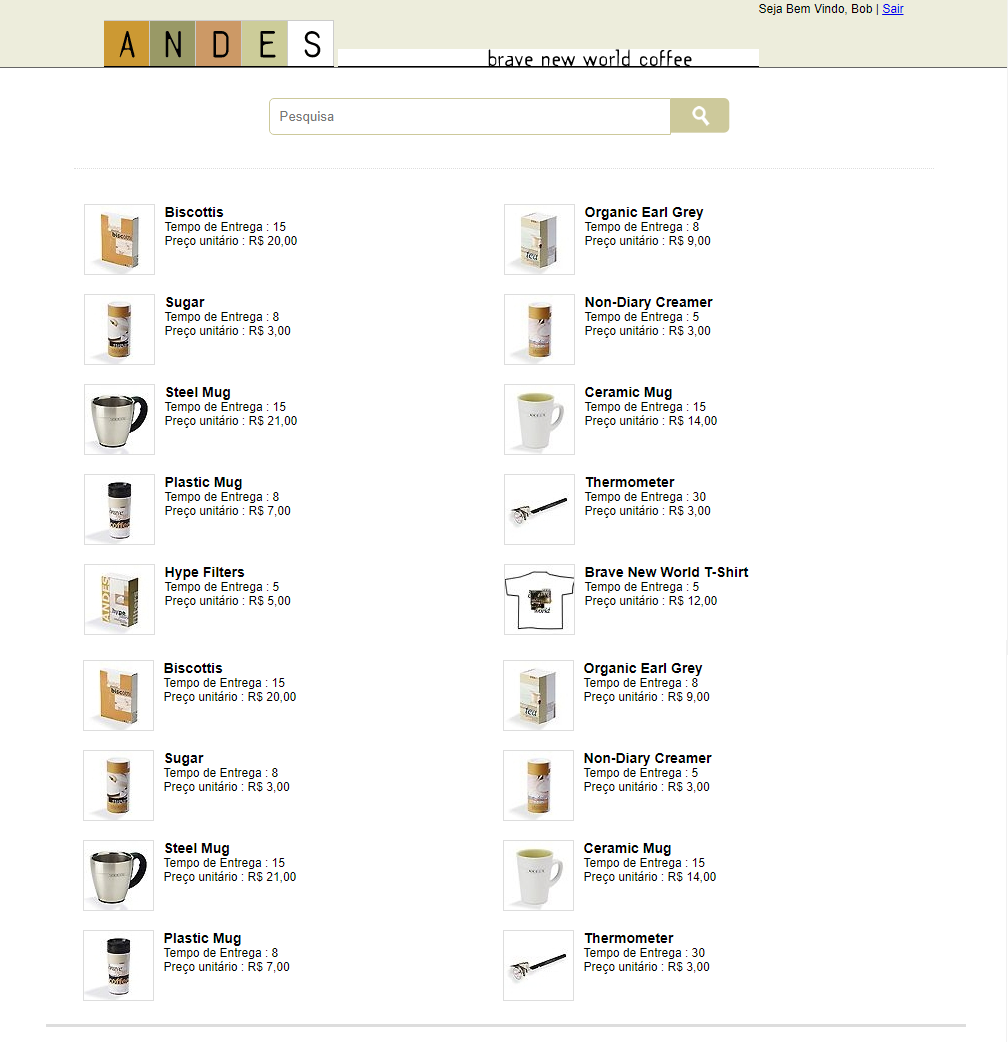 Seja Bem Vindo, Bob | Sair
ANDES
brave new world coffee
Pesquisa
Biscottis
Tempo de Entrega : 15
Preço unitário : R$ 20,00
Organic Earl Grey
Tempo de Entrega : 8
Preço unitário : R$ 9,00
Sugar
Tempo de Entrega : 8
Preço unitário : R$ 3,00
Non-Diary Creamer
Tempo de Entrega : 5
Preço unitário : R$ 3,00
Steel Mug
Tempo de Entrega : 15
Preço unitário : R$ 21,00
Ceramic Mug
Tempo de Entrega : 15
Preço unitário : R$ 14,00
Plastic Mug
Tempo de Entrega : 8
Preço unitário : R$ 7,00
Thermometer
Tempo de Entrega : 30
Preço unitário : R$ 3,00
Hype Filters
Tempo de Entrega : 5
Preço unitário : R$ 5,00
Brave New World T-Shirt
Tempo de Entrega : 5
Preço unitário : R$ 12,00
Biscottis
Tempo de Entrega : 15
Preço unitário : R$ 20,00
Organic Earl Grey
Tempo de Entrega : 8
Preço unitário : R$ 9,00
Sugar
Tempo de Entrega : 8
Preço unitário : R$ 3,00
Non-Diary Creamer
Tempo de Entrega : 5
Preço unitário : R$ 3,00
Steel Mug
Tempo de Entrega : 15
Preço unitário : R$ 21,00
Ceramic Mug
Tempo de Entrega : 15
Preço unitário : R$ 14,00
Plastic Mug
Tempo de Entrega : 8
Preço unitário : R$ 7,00
Thermometer
Tempo de Entrega : 30
Preço unitário : R$ 3,00